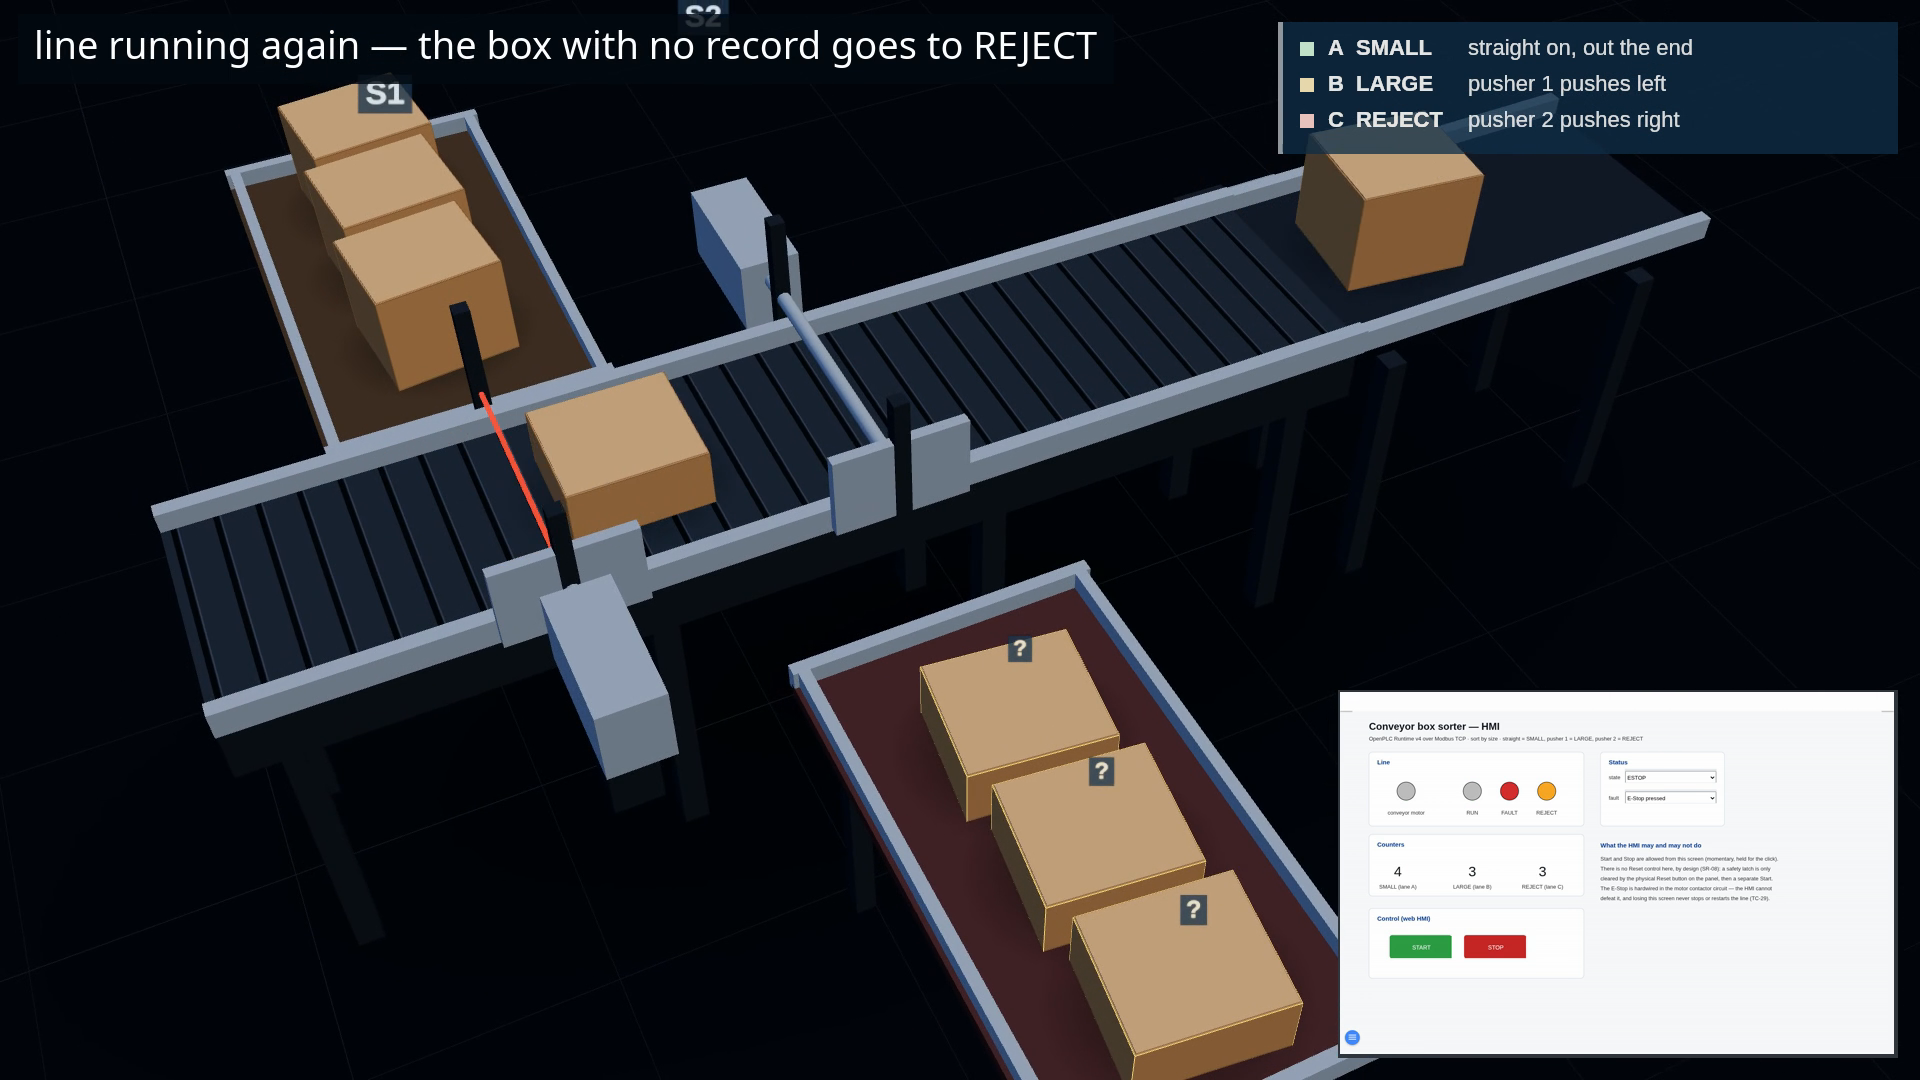 S2
line running again — the box with no record goes to REJECT
A SMALL straight on, out the end
B LARGE pusher 1 pushes left
C REJECT pusher 2 pushes right
S1
?
?
?
Conveyor box sorter — HMI
OpenPLC Runtime v4 over Modbus TCP · sort by size · straight = SMALL, pusher 1 = LARGE, pusher 2 = REJECT
Line
conveyor motor
RUN
FAULT
REJECT
Status
state ESTOP
fault E-Stop pressed
Counters
4
3
3
SMALL (lane A)
LARGE (lane B)
REJECT (lane C)
What the HMI may and may not do
Start and Stop are allowed from this screen (momentary, held for the click).
There is no Reset control here, by design (SR-08): a safety latch is only
cleared by the physical Reset button on the panel, then a separate Start.
The E-Stop is hardwired in the motor contactor circuit — the HMI cannot
defeat it, and losing this screen never stops or restarts the line (TC-29).
Control (web HMI)
START
STOP